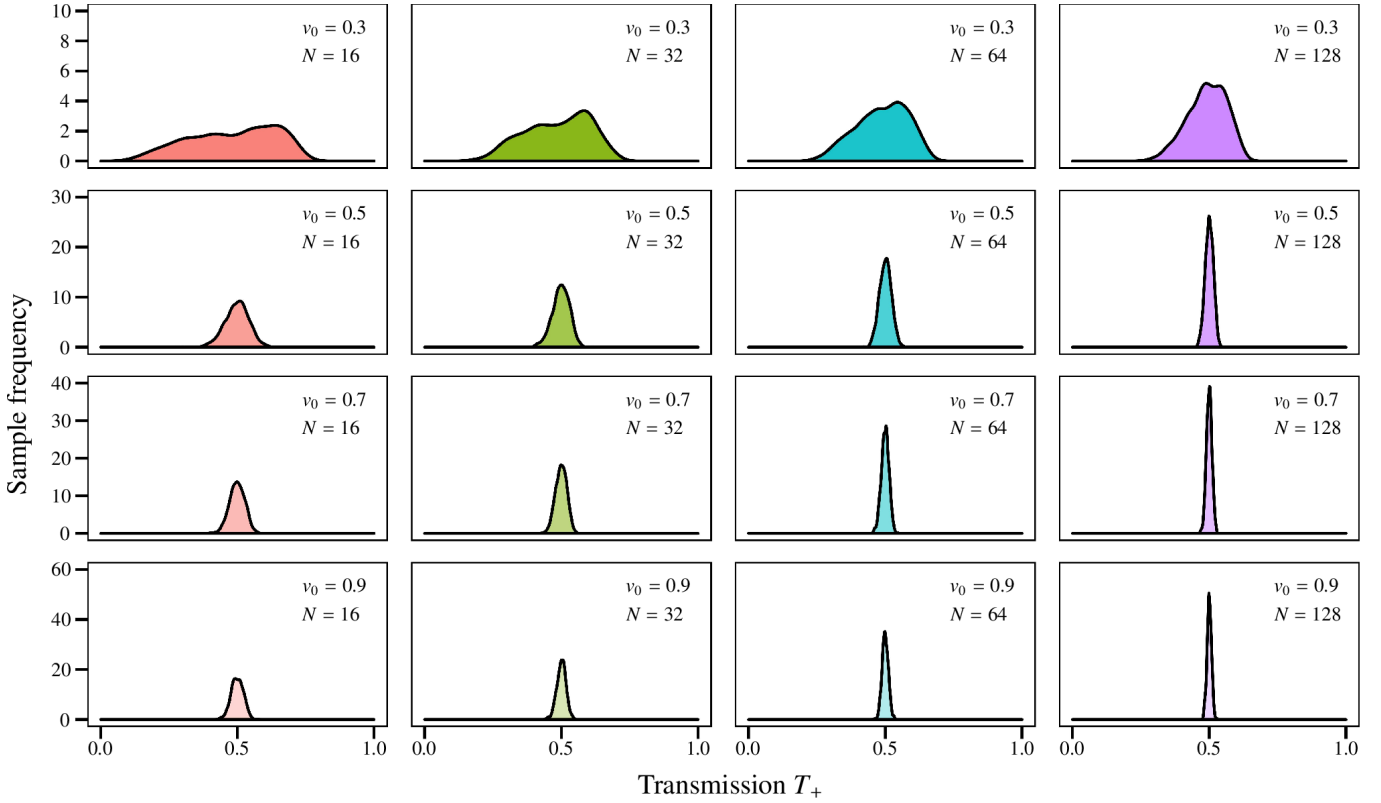 10
8
6
4
2
0
v₀ = 0.3
N = 16
v₀ = 0.3
N = 32
v₀ = 0.3
N = 64
v₀ = 0.3
N = 128
30
20
10
0
v₀ = 0.5
N = 16
v₀ = 0.5
N = 32
v₀ = 0.5
N = 64
v₀ = 0.5
N = 128
Sample frequency
40
30
20
10
0
v₀ = 0.7
N = 16
v₀ = 0.7
N = 32
v₀ = 0.7
N = 64
v₀ = 0.7
N = 128
60
40
20
0
v₀ = 0.9
N = 16
v₀ = 0.9
N = 32
v₀ = 0.9
N = 64
v₀ = 0.9
N = 128
0.0 0.5 1.0
0.0 0.5 1.0
0.0 0.5 1.0
0.0 0.5 1.0
Transmission T₊